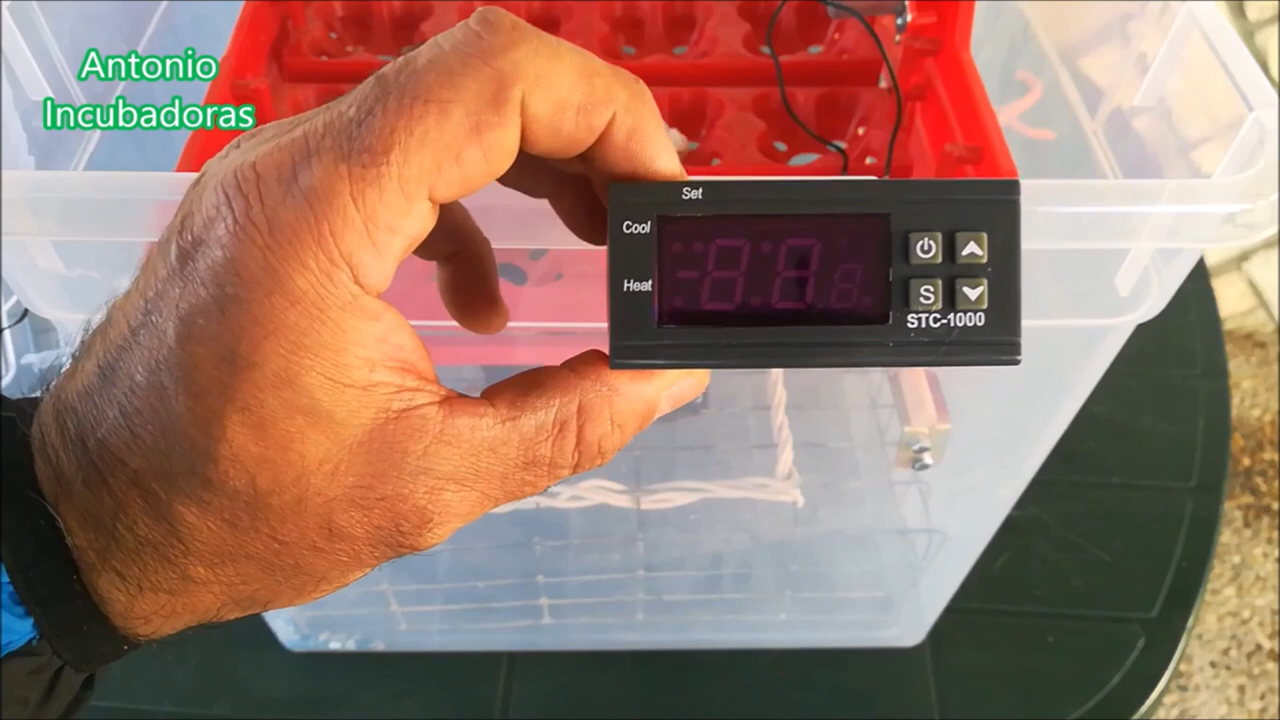 Antonio
Incubadoras
Set
Cool
Heat
S
STC-1000